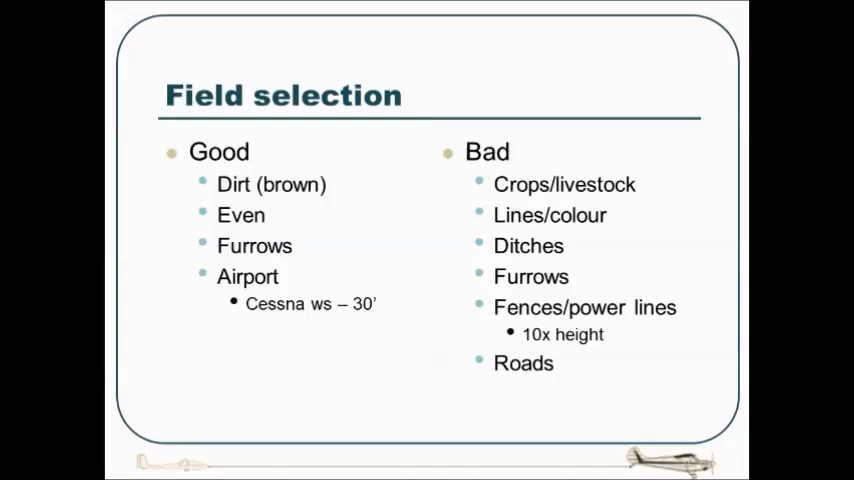 Field selection
Good
Dirt (brown)
Even
Furrows
Airport
Cessna ws – 30’
Bad
Crops/livestock
Lines/colour
Ditches
Furrows
Fences/power lines
10x height
Roads